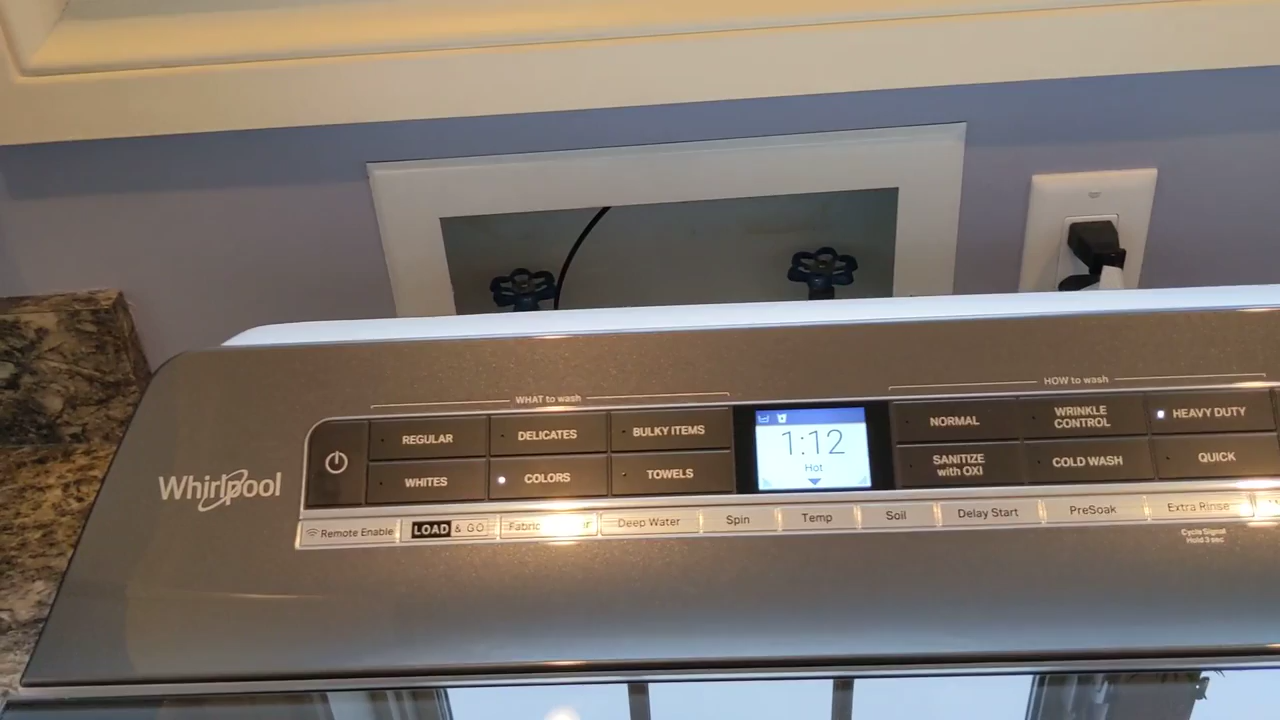 WHAT to wash
HOW to wash
REGULAR
DELICATES
BULKY ITEMS
WHITES
COLORS
TOWELS
1:12
Hot
NORMAL
WRINKLE
CONTROL
HEAVY DUTY
SANITIZE
with OXI
COLD WASH
QUICK
Whirlpool
Remote Enable
LOAD & GO
Deep Water
Spin
Temp
Soil
Delay Start
PreSoak
Extra Rinse
Cycle Signal
Hold 3 sec